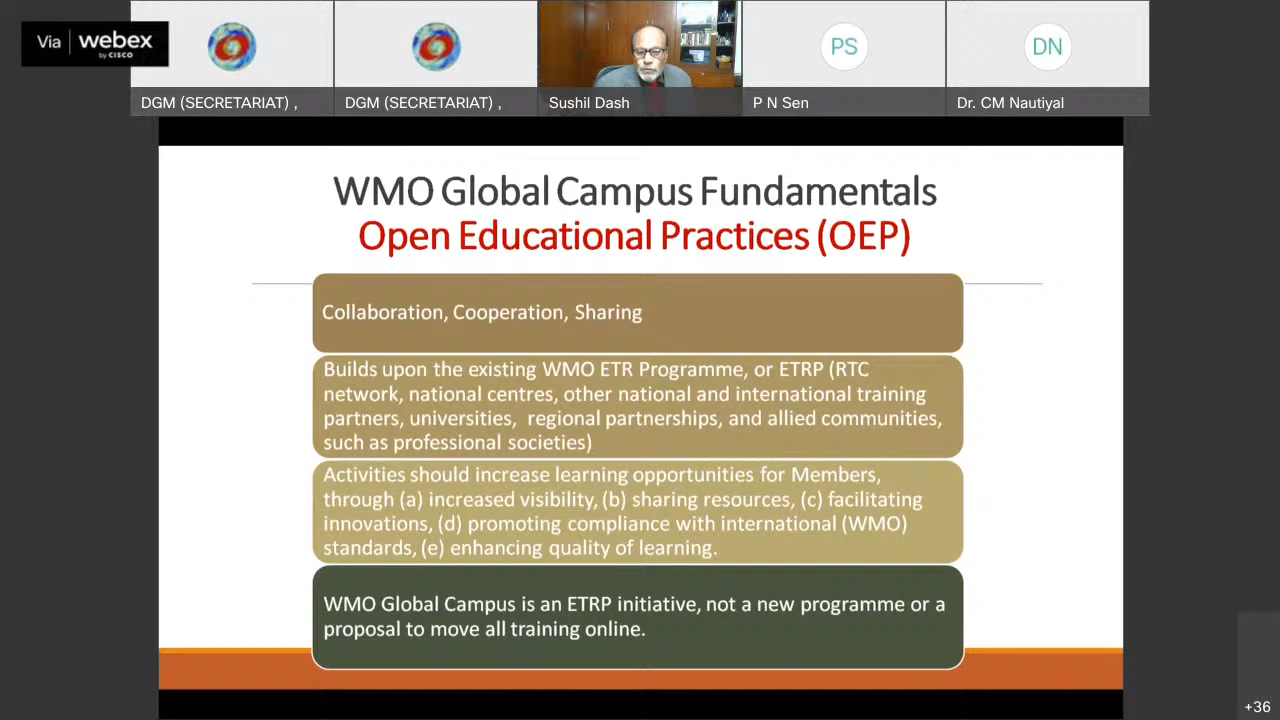 Via webex
by CISCO
PS
DN
DGM (SECRETARIAT) ,
DGM (SECRETARIAT) ,
Sushil Dash
P N Sen
Dr. CM Nautiyal
WMO Global Campus Fundamentals
Open Educational Practices (OEP)
Collaboration, Cooperation, Sharing
Builds upon the existing WMO ETR Programme, or ETRP (RTC
network, national centres, other national and international training
partners, universities, regional partnerships, and allied communities,
such as professional societies)
Activities should increase learning opportunities for Members,
through (a) increased visibility, (b) sharing resources, (c) facilitating
innovations, (d) promoting compliance with international (WMO)
standards, (e) enhancing quality of learning.
WMO Global Campus is an ETRP initiative, not a new programme or a
proposal to move all training online.
+36